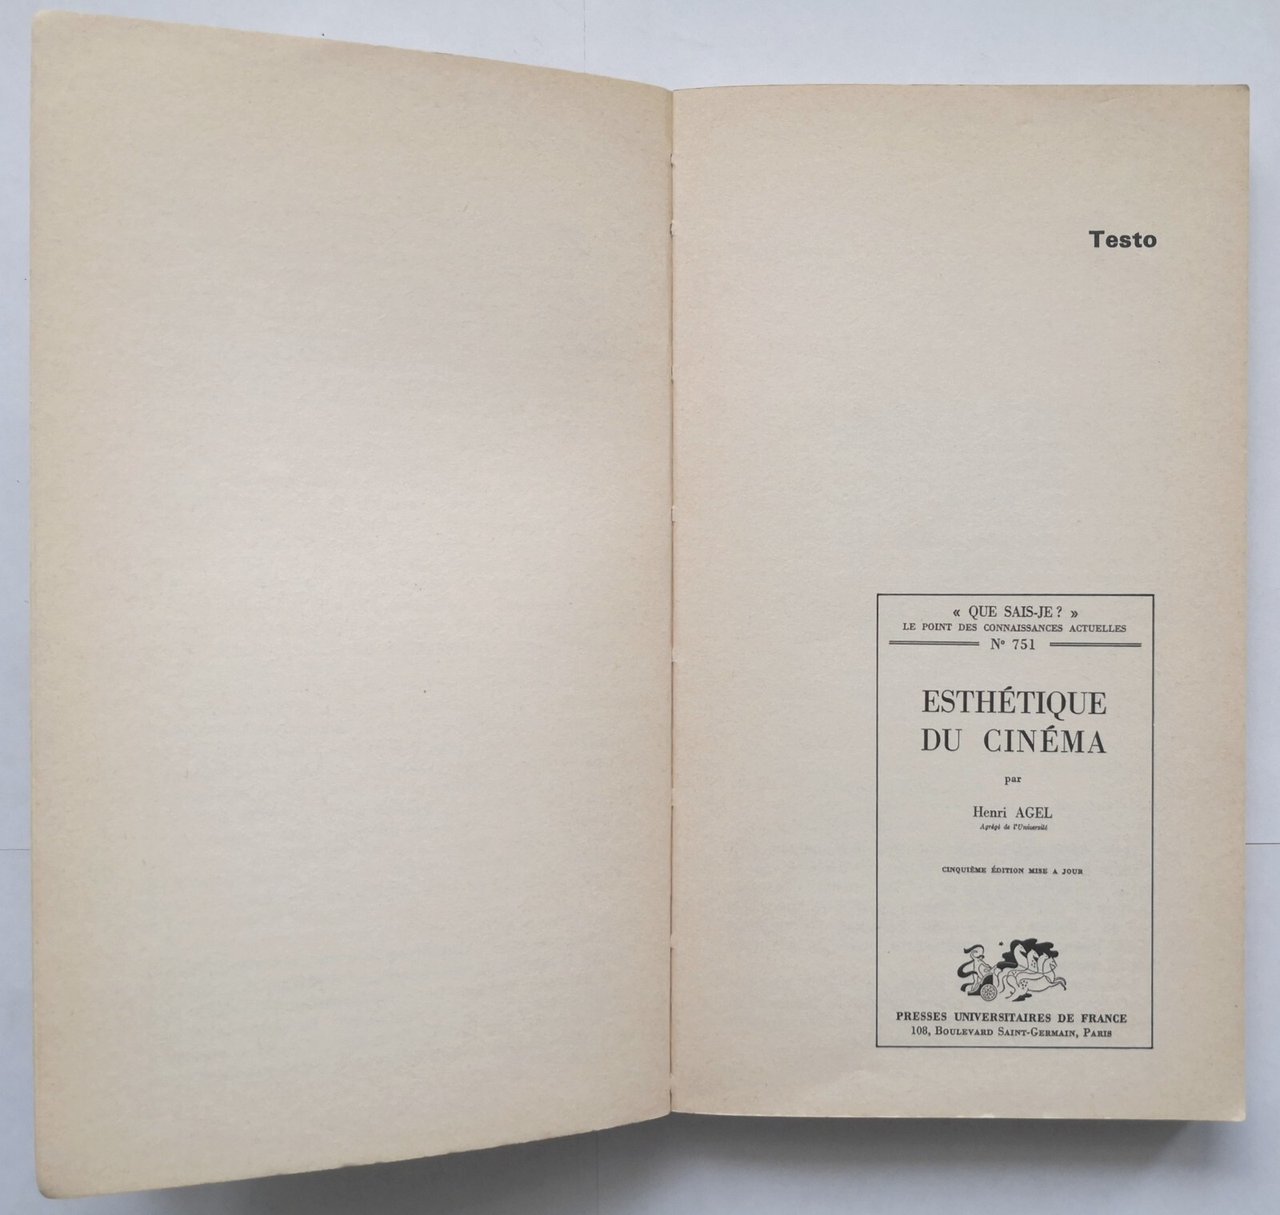 Testo
« QUE SAIS-JE ? »
LE POINT DES CONNAISSANCES ACTUELLES
N° 751
ESTHÉTIQUE
DU CINÉMA
par
Henri AGEL
Agrégé de l'Université
CINQUIÈME ÉDITION MISE A JOUR
PRESSES UNIVERSITAIRES DE FRANCE
108, BOULEVARD SAINT-GERMAIN, PARIS